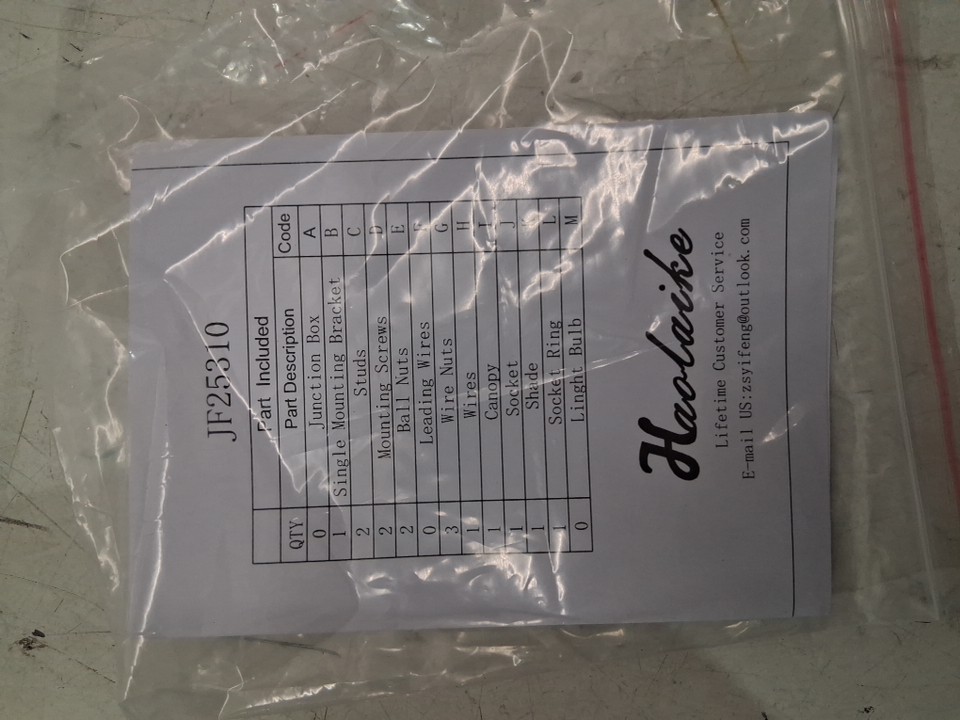 JF25310
Part Included
QTY Part Description Code
0 Junction Box A
1 Single Mounting Bracket B
2 Studs C
2 Mounting Screws D
2 Ball Nuts E
0 Leading Wires F
3 Wire Nuts G
1 Wires H
1 Canopy I
1 Socket J
1 Shade K
1 Socket Ring L
0 Linght Bulb M
Haolaike
Lifetime Customer Service
E-mail US:zsyifeng@outlook.com